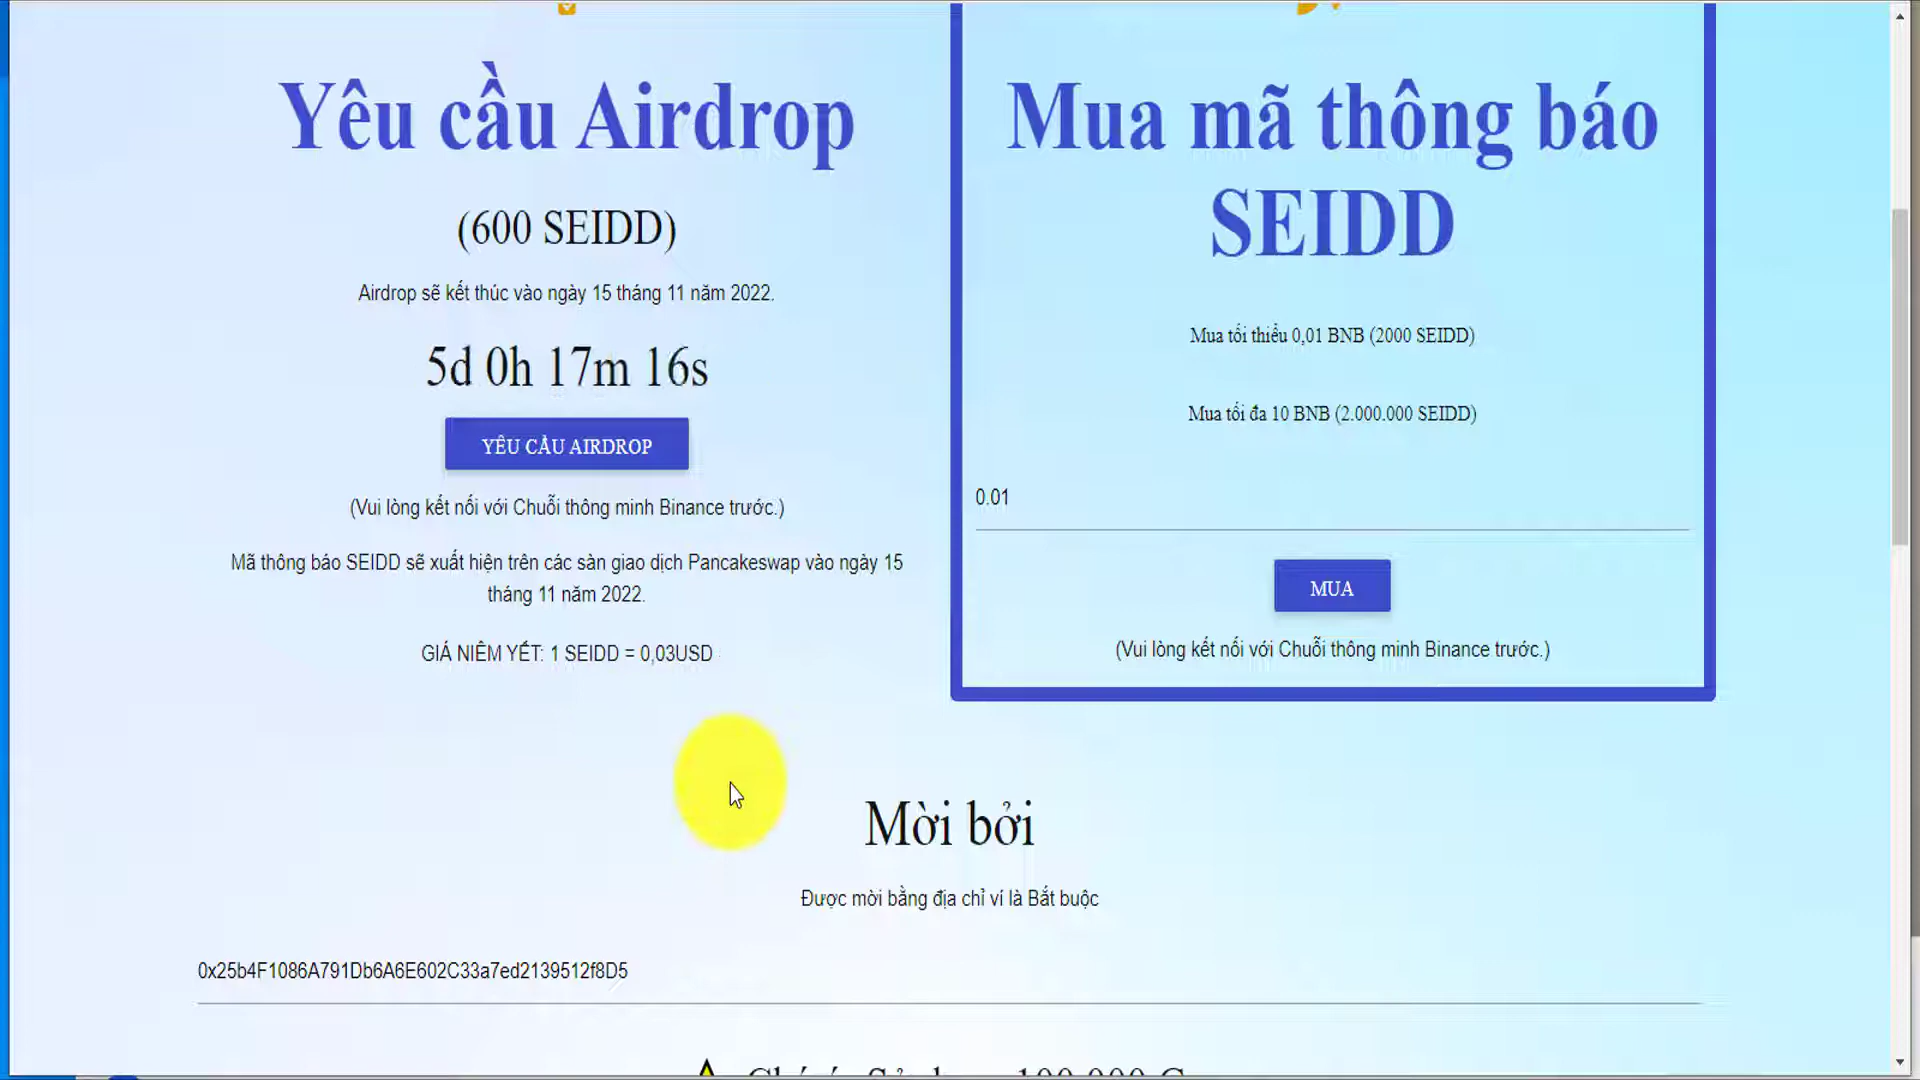 Yêu cầu Airdrop
(600 SEIDD)
Airdrop sẽ kết thúc vào ngày 15 tháng 11 năm 2022.
5d 0h 17m 16s
YÊU CẦU AIRDROP
(Vui lòng kết nối với Chuỗi thông minh Binance trước.)
Mã thông báo SEIDD sẽ xuất hiện trên các sàn giao dịch Pancakeswap vào ngày 15
tháng 11 năm 2022.
GIÁ NIÊM YẾT: 1 SEIDD = 0,03USD
Mua mã thông báo
SEIDD
Mua tối thiểu 0,01 BNB (2000 SEIDD)
Mua tối đa 10 BNB (2.000.000 SEIDD)
0.01
MUA
(Vui lòng kết nối với Chuỗi thông minh Binance trước.)
Mời bởi
Được mời bằng địa chỉ ví là Bắt buộc
0x25b4F1086A791Db6A6E602C33a7ed2139512f8D5